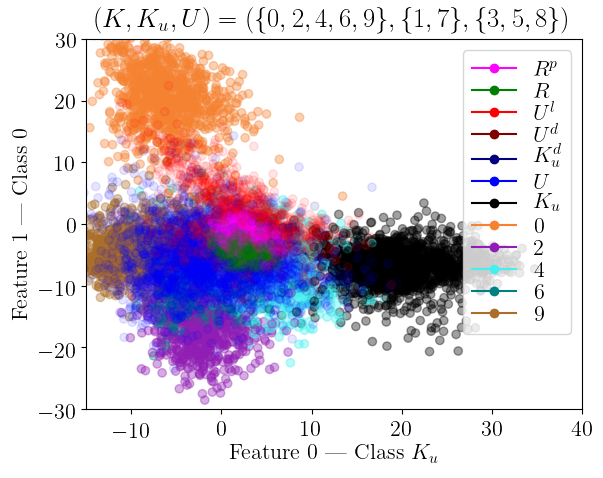 (K, K_u, U) = ({0, 2, 4, 6, 9}, {1, 7}, {3, 5, 8})
30
20
10
0
−10
−20
−30
Feature 1 — Class 0
R^p
R
U^l
U^d
K_u^d
U
K_u
0
2
4
6
9
−10
0
10
20
30
40
Feature 0 — Class K_u